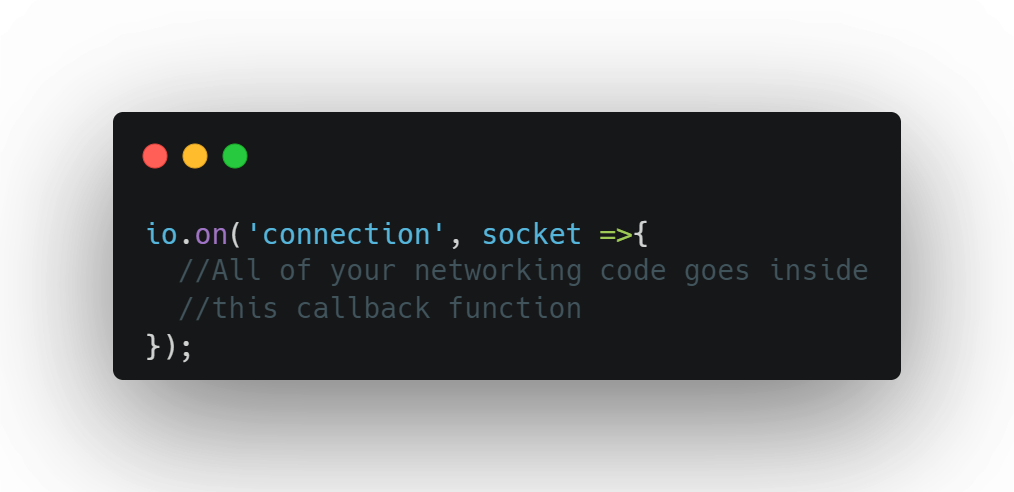 io.on('connection', socket =>{
  //All of your networking code goes inside
  //this callback function
});